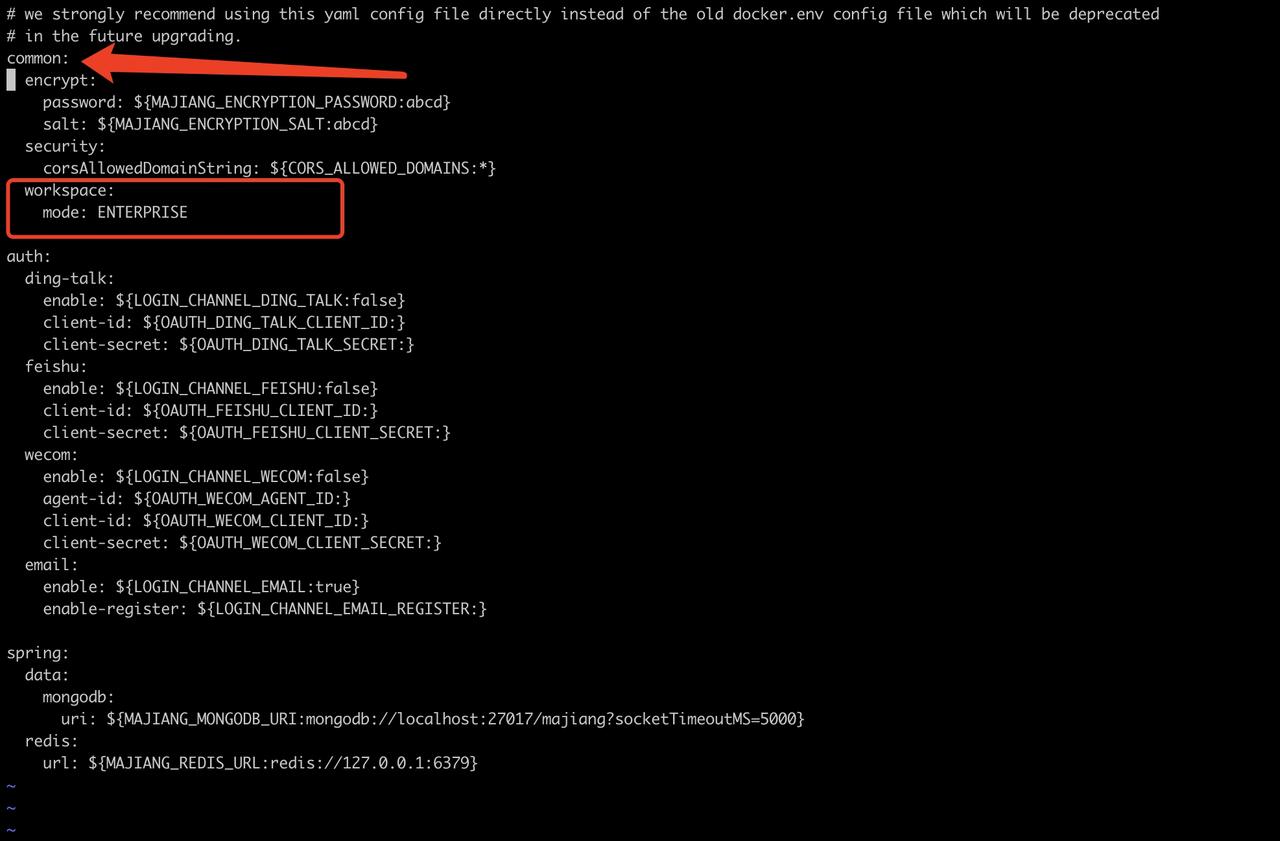 # we strongly recommend using this yaml config file directly instead of the old docker.env config file which will be deprecated
# in the future upgrading.
common:
  encrypt:
    password: ${MAJIANG_ENCRYPTION_PASSWORD:abcd}
    salt: ${MAJIANG_ENCRYPTION_SALT:abcd}
  security:
    corsAllowedDomainString: ${CORS_ALLOWED_DOMAINS:*}
  workspace:
    mode: ENTERPRISE

auth:
  ding-talk:
    enable: ${LOGIN_CHANNEL_DING_TALK:false}
    client-id: ${OAUTH_DING_TALK_CLIENT_ID:}
    client-secret: ${OAUTH_DING_TALK_SECRET:}
  feishu:
    enable: ${LOGIN_CHANNEL_FEISHU:false}
    client-id: ${OAUTH_FEISHU_CLIENT_ID:}
    client-secret: ${OAUTH_FEISHU_CLIENT_SECRET:}
  wecom:
    enable: ${LOGIN_CHANNEL_WECOM:false}
    agent-id: ${OAUTH_WECOM_AGENT_ID:}
    client-id: ${OAUTH_WECOM_CLIENT_ID:}
    client-secret: ${OAUTH_WECOM_CLIENT_SECRET:}
  email:
    enable: ${LOGIN_CHANNEL_EMAIL:true}
    enable-register: ${LOGIN_CHANNEL_EMAIL_REGISTER:}

spring:
  data:
    mongodb:
      uri: ${MAJIANG_MONGODB_URI:mongodb://localhost:27017/majiang?socketTimeoutMS=5000}
  redis:
    url: ${MAJIANG_REDIS_URL:redis://127.0.0.1:6379}
~
~
~